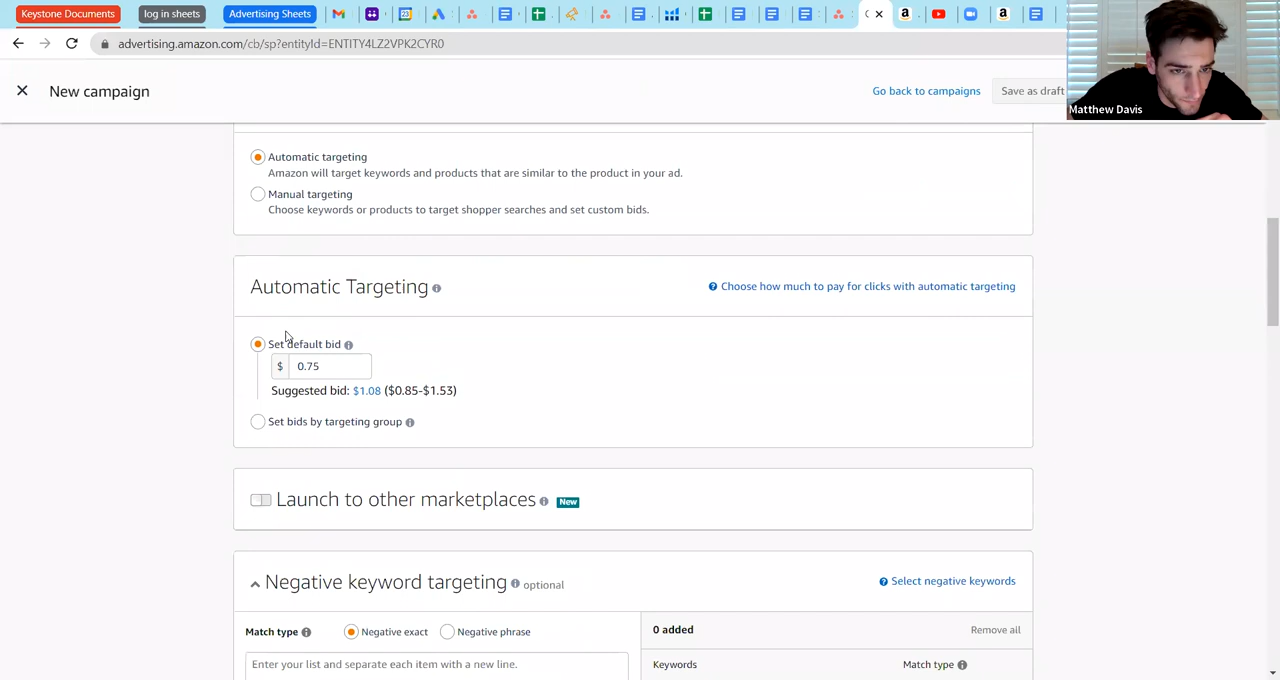 Keystone Documents log in sheets Advertising Sheets
advertising.amazon.com/cb/sp?entityId=ENTITY4LZ2VPK2CYR0
New campaign Go back to campaigns Save as draft
Matthew Davis
Automatic targeting
Amazon will target keywords and products that are similar to the product in your ad.
Manual targeting
Choose keywords or products to target shopper searches and set custom bids.
Automatic Targeting Choose how much to pay for clicks with automatic targeting
Set default bid
$ 0.75
Suggested bid: $1.08 ($0.85-$1.53)
Set bids by targeting group
Launch to other marketplaces New
Negative keyword targeting optional Select negative keywords
Match type Negative exact Negative phrase 0 added Remove all
Enter your list and separate each item with a new line. Keywords Match type